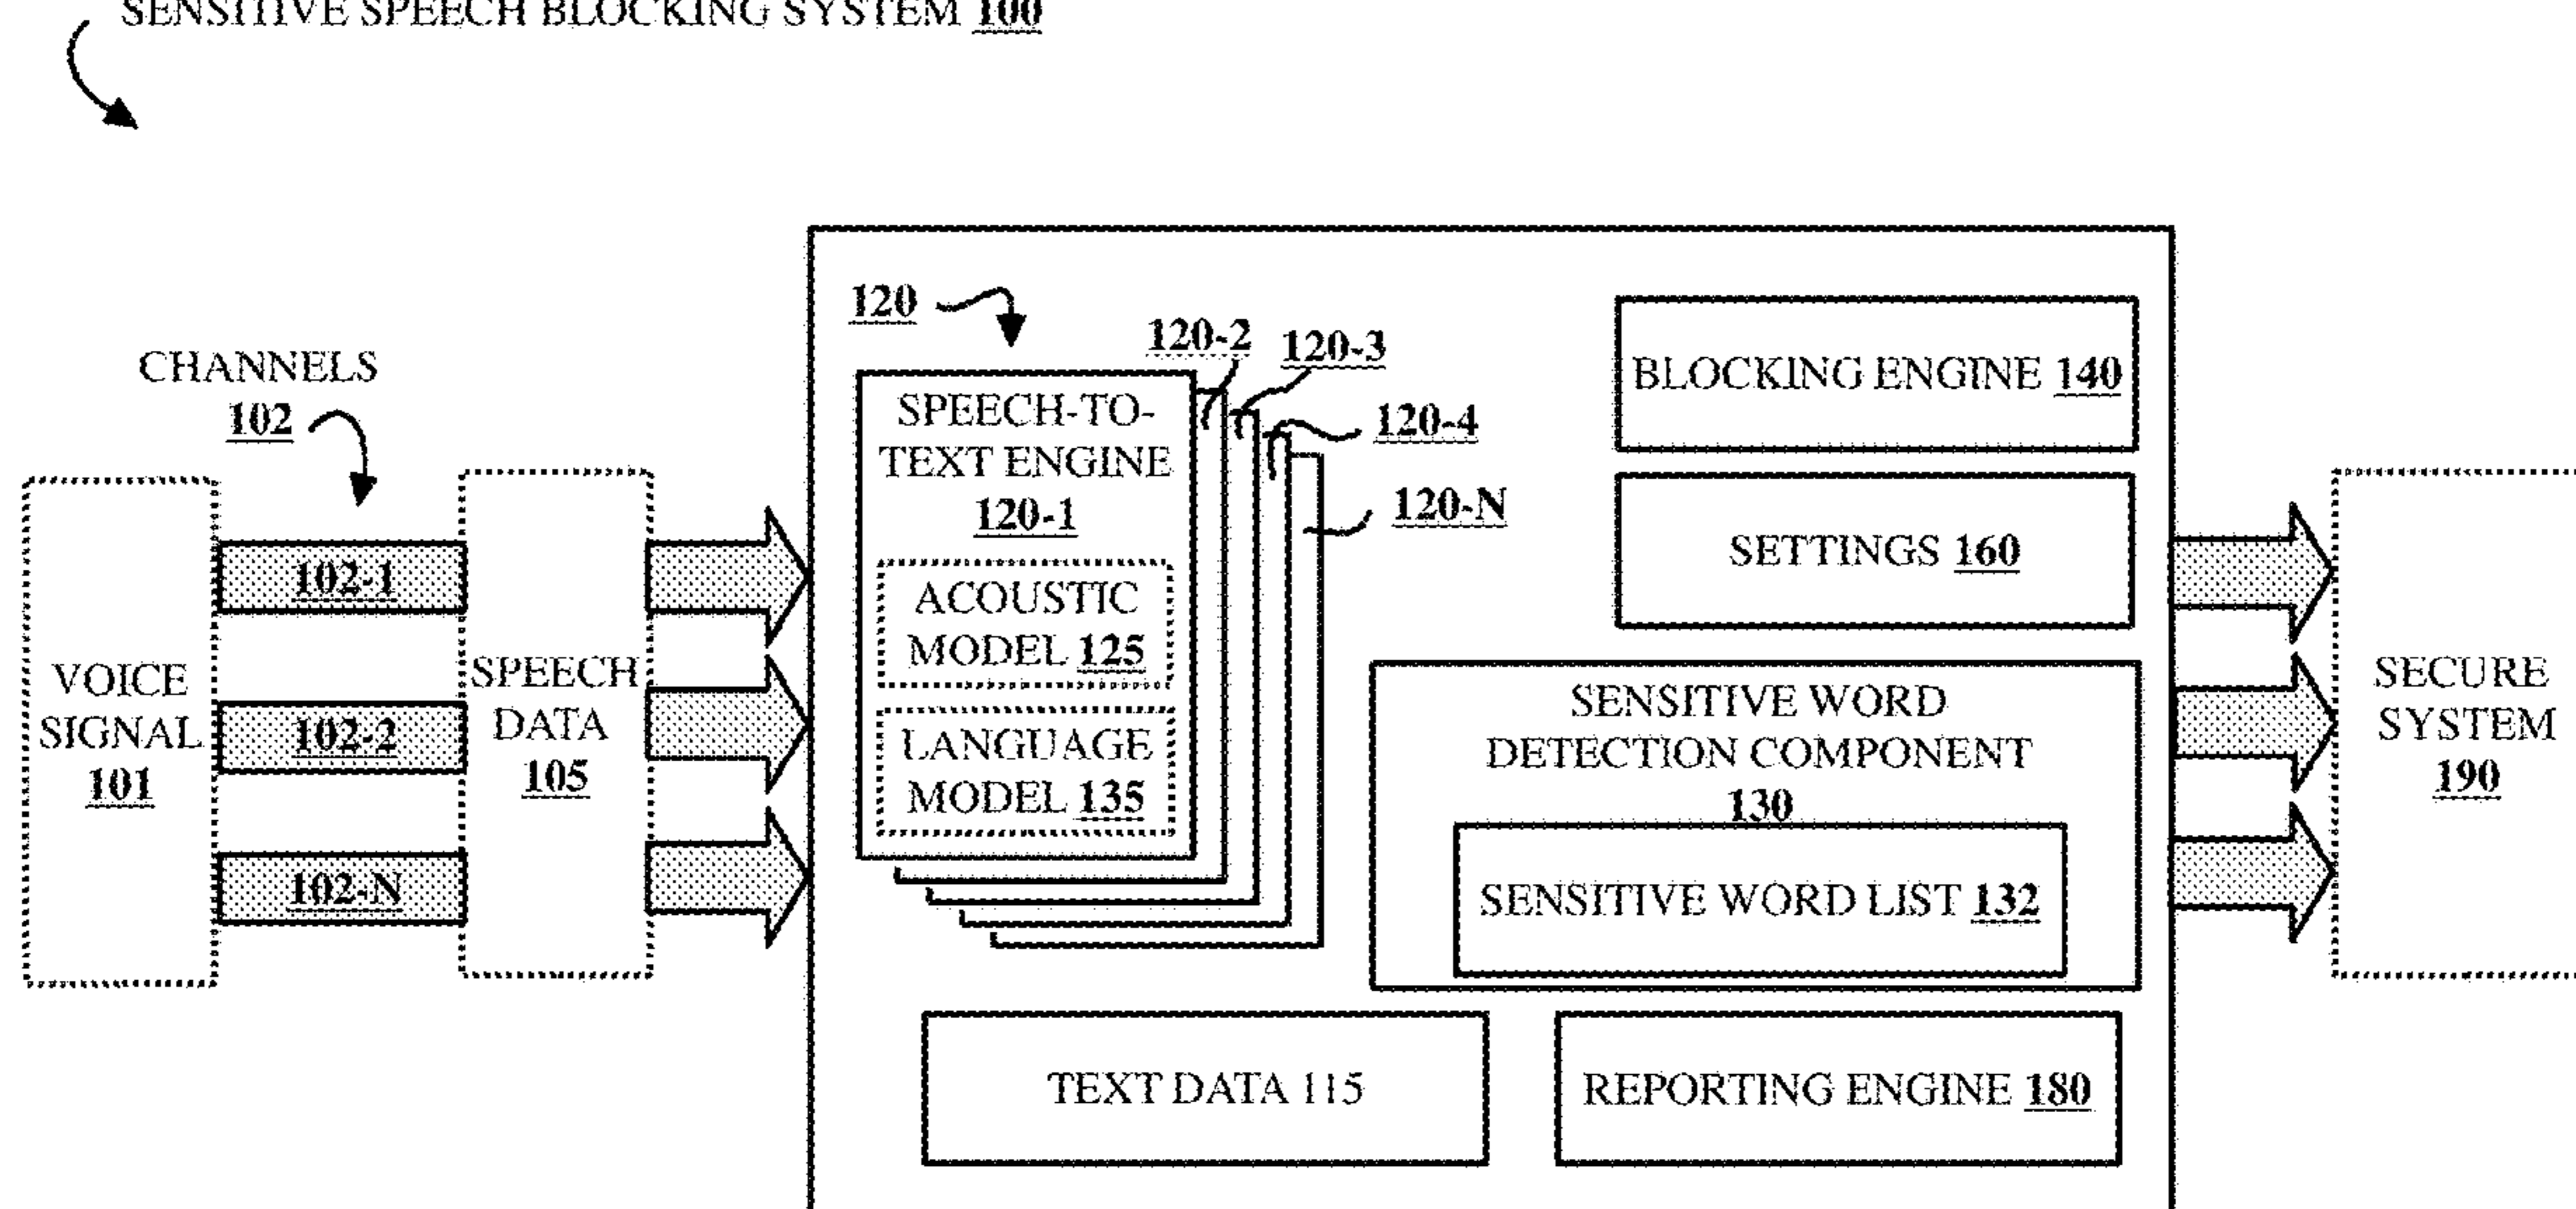 SENSITIVE SPEECH BLOCKING SYSTEM 100
CHANNELS
102
VOICE
SIGNAL
101
102-1
102-2
102-N
SPEECH
DATA
105
120
120-2
120-3
120-4
120-N
SPEECH-TO-
TEXT ENGINE
120-1
ACOUSTIC
MODEL 125
LANGUAGE
MODEL 135
BLOCKING ENGINE 140
SETTINGS 160
SENSITIVE WORD
DETECTION COMPONENT
130
SENSITIVE WORD LIST 132
TEXT DATA 115
REPORTING ENGINE 180
SECURE
SYSTEM
190